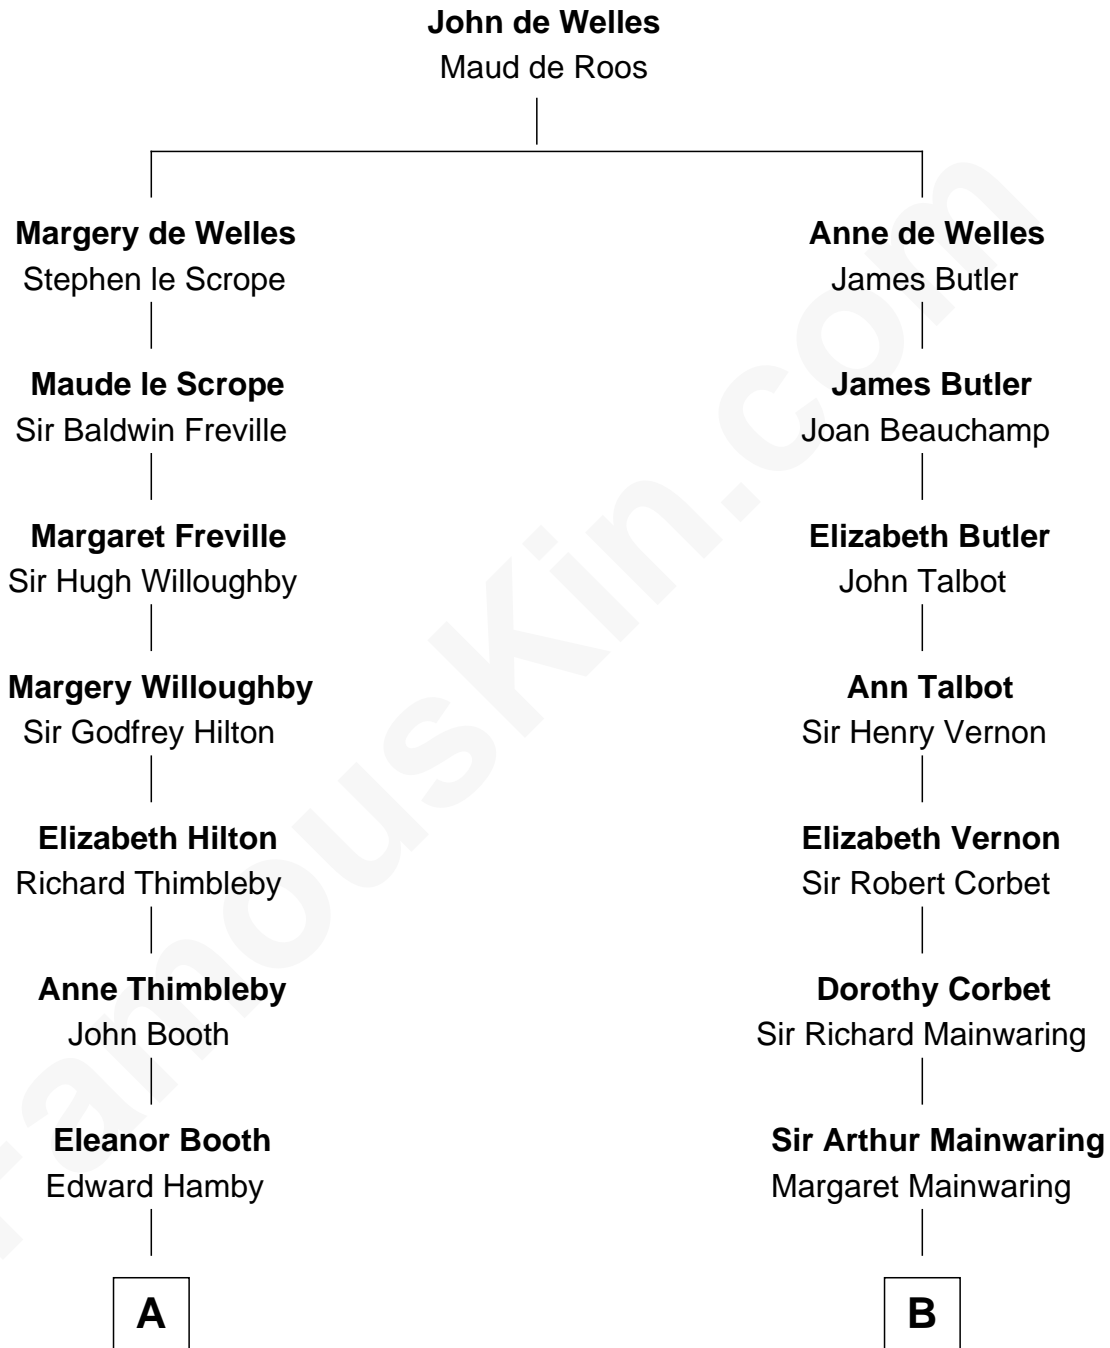 John de Welles
Maud de Roos
Margery de Welles
Stephen le Scrope
Maude le Scrope
Sir Baldwin Freville
Margaret Freville
Sir Hugh Willoughby
Margery Willoughby
Sir Godfrey Hilton
Elizabeth Hilton
Richard Thimbleby
Anne Thimbleby
John Booth
Eleanor Booth
Edward Hamby
A
Anne de Welles
James Butler
James Butler
Joan Beauchamp
Elizabeth Butler
John Talbot
Ann Talbot
Sir Henry Vernon
Elizabeth Vernon
Sir Robert Corbet
Dorothy Corbet
Sir Richard Mainwaring
Sir Arthur Mainwaring
Margaret Mainwaring
B
FamousKin.com